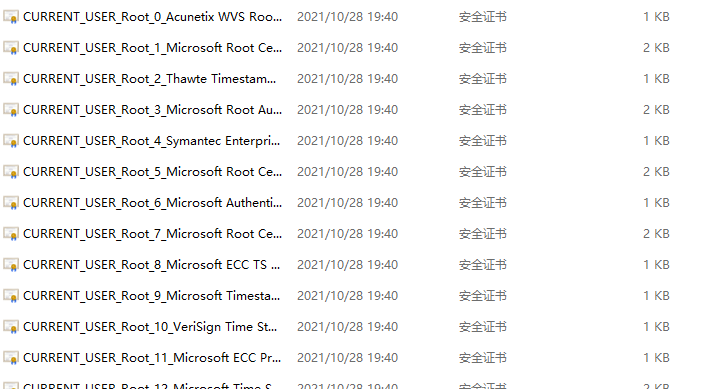 CURRENT_USER_Root_0_Acunetix WVS Roo... 2021/10/28 19:40 安全证书 1 KB
CURRENT_USER_Root_1_Microsoft Root Ce... 2021/10/28 19:40 安全证书 2 KB
CURRENT_USER_Root_2_Thawte Timestam... 2021/10/28 19:40 安全证书 1 KB
CURRENT_USER_Root_3_Microsoft Root Au... 2021/10/28 19:40 安全证书 2 KB
CURRENT_USER_Root_4_Symantec Enterpri... 2021/10/28 19:40 安全证书 1 KB
CURRENT_USER_Root_5_Microsoft Root Ce... 2021/10/28 19:40 安全证书 2 KB
CURRENT_USER_Root_6_Microsoft Authenti... 2021/10/28 19:40 安全证书 1 KB
CURRENT_USER_Root_7_Microsoft Root Ce... 2021/10/28 19:40 安全证书 2 KB
CURRENT_USER_Root_8_Microsoft ECC TS ... 2021/10/28 19:40 安全证书 1 KB
CURRENT_USER_Root_9_Microsoft Timesta... 2021/10/28 19:40 安全证书 1 KB
CURRENT_USER_Root_10_VeriSign Time St... 2021/10/28 19:40 安全证书 1 KB
CURRENT_USER_Root_11_Microsoft ECC Pr... 2021/10/28 19:40 安全证书 1 KB
CURRENT_USER_Root_12_Microsoft Time S... 2021/10/28 19:40 安全证书 2 KB